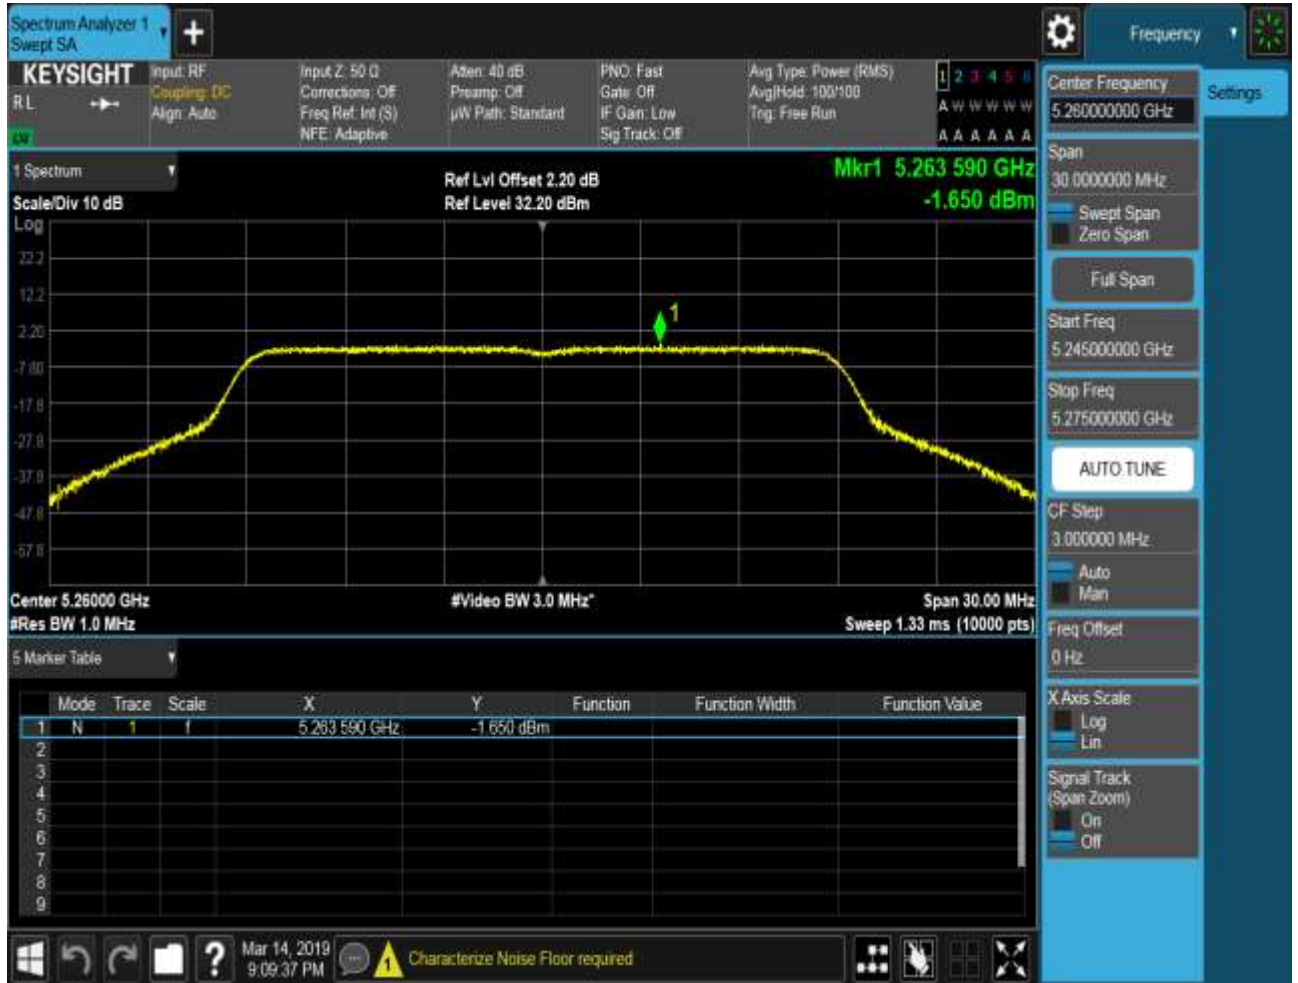 Spectrum Analyzer 1
Swept SA
+
Frequency
KEYSIGHT
RL
Input: RF
Coupling: DC
Align: Auto
Input Z: 50 Ω
Corrections: Off
Freq Ref: Int (S)
NFE: Adaptive
Atten: 40 dB
Preamp: Off
µW Path: Standard
PNO: Fast
Gate: Off
IF Gain: Low
Sig Track: Off
Avg Type: Power (RMS)
Avg|Hold: 100/100
Trig: Free Run
1 2 3 4 5 6
A W W W W W
A A A A A A
1 Spectrum
Scale/Div 10 dB
Log
Ref Lvl Offset 2.20 dB
Ref Level 32.20 dBm
Mkr1 5.263 590 GHz
-1.650 dBm
22.2
12.2
2.20
-7.80
-17.8
-27.8
-37.8
-47.8
-57.8
1
Center 5.26000 GHz
#Res BW 1.0 MHz
#Video BW 3.0 MHz*
Span 30.00 MHz
Sweep 1.33 ms (10000 pts)
5 Marker Table
Mode Trace Scale X Y Function Function Width Function Value
1 N 1 f 5.263 590 GHz -1.650 dBm
2
3
4
5
6
7
8
9
Mar 14, 2019
9:09:37 PM
?
1
Characterize Noise Floor required
Center Frequency
5.260000000 GHz
Settings
Span
30.0000000 MHz
Swept Span
Zero Span
Full Span
Start Freq
5.245000000 GHz
Stop Freq
5.275000000 GHz
AUTO TUNE
CF Step
3.000000 MHz
Auto
Man
Freq Offset
0 Hz
X Axis Scale
Log
Lin
Signal Track
(Span Zoom)
On
Off